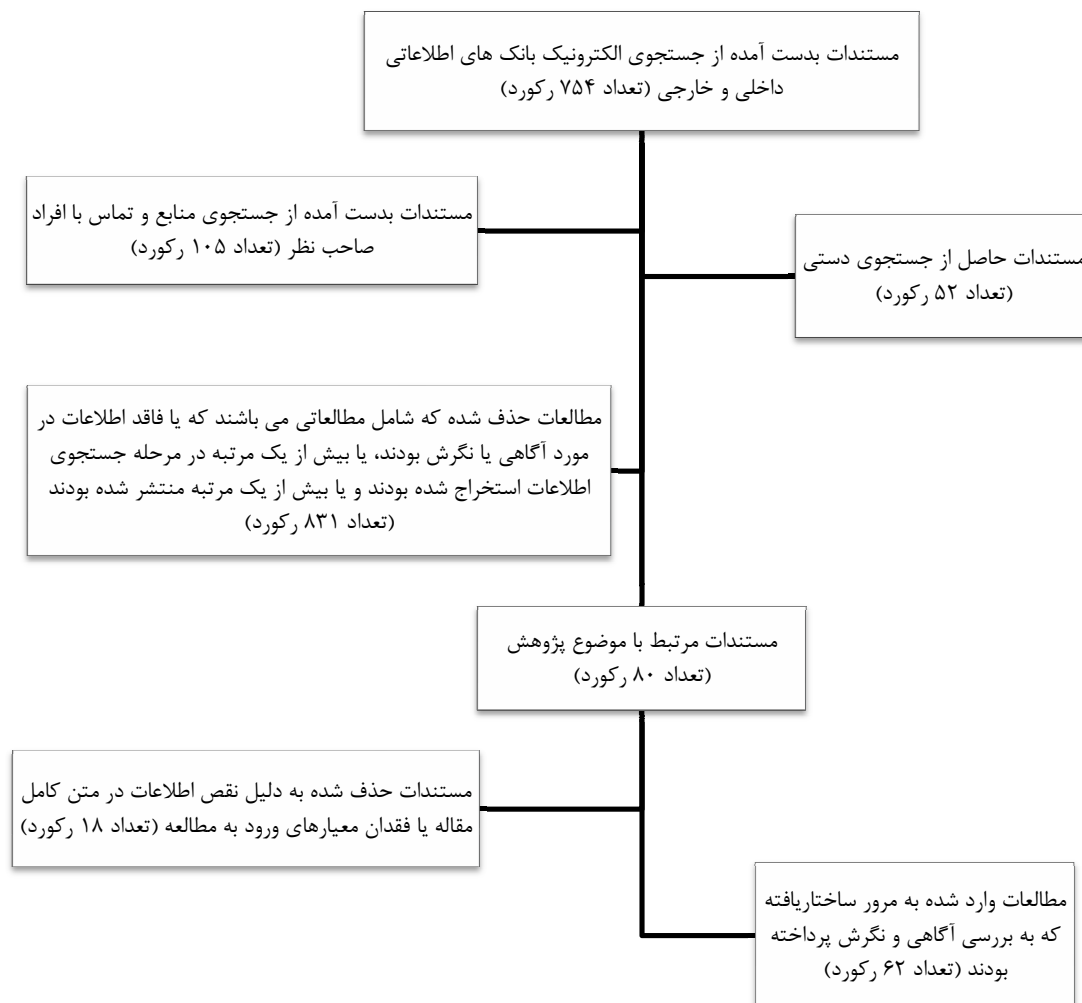 مستندات بدست آمده از جستجوی الکترونیک بانک های اطلاعاتی
داخلی و خارجی (تعداد ۷۵۴ رکورد)
مستندات بدست آمده از جستجوی منابع و تماس با افراد
صاحب نظر (تعداد ۱۰۵ رکورد)
مستندات حاصل از جستجوی دستی
(تعداد ۵۲ رکورد)
مطالعات حذف شده که شامل مطالعاتی می باشند که یا فاقد اطلاعات در
مورد آگاهی یا نگرش بودند، یا بیش از یک مرتبه در مرحله جستجوی
اطلاعات استخراج شده بودند و یا بیش از یک مرتبه منتشر شده بودند
(تعداد ۸۳۱ رکورد)
مستندات مرتبط با موضوع پژوهش
(تعداد ۸۰ رکورد)
مستندات حذف شده به دلیل نقص اطلاعات در متن کامل
مقاله یا فقدان معیارهای ورود به مطالعه (تعداد ۱۸ رکورد)
مطالعات وارد شده به مرور ساختاریافته
که به بررسی آگاهی و نگرش پرداخته
بودند (تعداد ۶۲ رکورد)